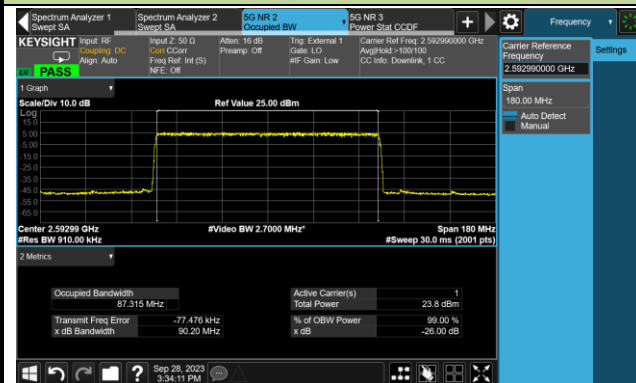 Spectrum Analyzer 1
Swept SA
Spectrum Analyzer 2
Swept SA
5G NR 2
Occupied BW
5G NR 3
Power Stat CCDF
Frequency
KEYSIGHT
Input: RF
Coupling: DC
Align: Auto
Input Z: 50 Ω
Corr CCorr
Freq Ref: Int (S)
NFE: Off
Atten: 16 dB
Preamp: Off
Trig: External 1
Gate: LO
#IF Gain: Low
Carrier Ref Freq: 2.592990000 GHz
Avg|Hold:>100/100
CC Info: Downlink, 1 CC
PASS
Carrier Reference
Frequency
2.592990000 GHz
Settings
Span
180.00 MHz
Auto Detect
Manual
1 Graph
Scale/Div 10.0 dB
Ref Value 25.00 dBm
Log
15.0
5.00
-5.00
-15.0
-25.0
-35.0
-45.0
-55.0
-65.0
Center 2.59299 GHz
#Video BW 2.7000 MHz*
Span 180 MHz
#Res BW 910.00 kHz
#Sweep 30.0 ms (2001 pts)
2 Metrics
Occupied Bandwidth
87.315 MHz
Active Carrier(s)
1
Total Power
23.8 dBm
Transmit Freq Error
-77.476 kHz
% of OBW Power
99.00 %
x dB Bandwidth
90.20 MHz
x dB
-26.00 dB
Sep 28, 2023
3:34:11 PM